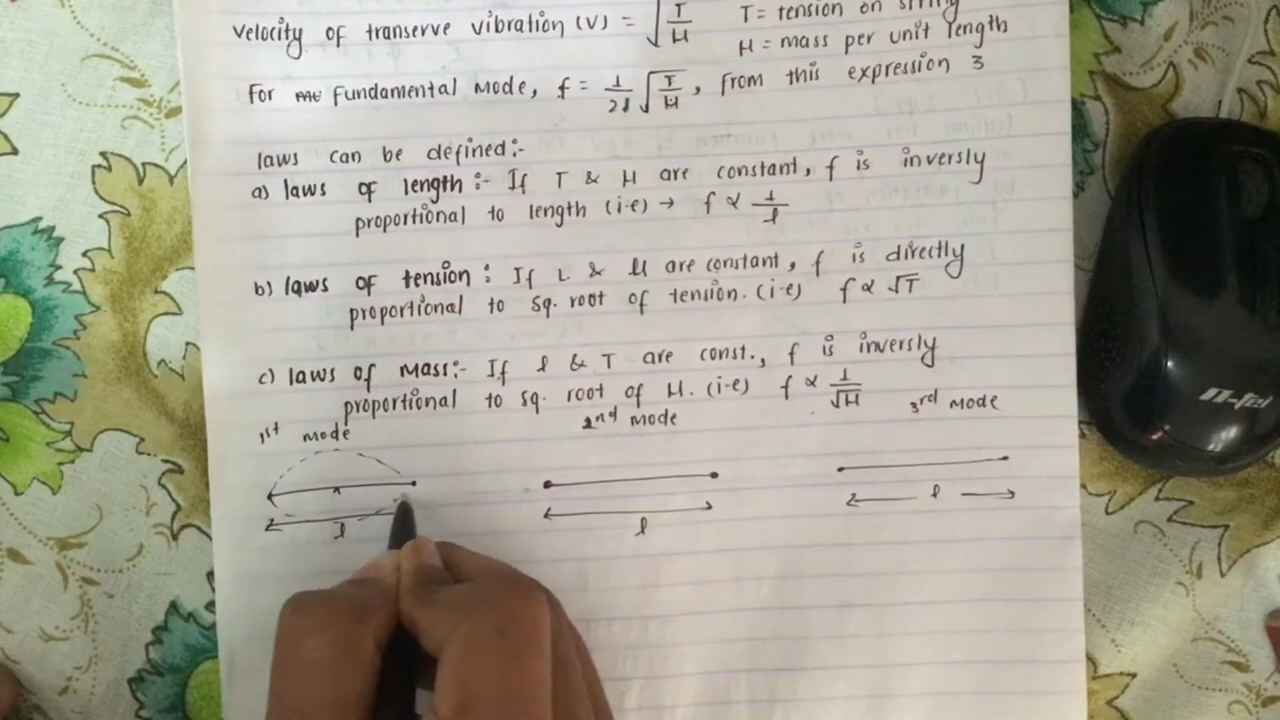 velocity of transerve vibration (v) = √T/μ T = tension on string
μ = mass per unit length
For fundamental mode, f = 1/2l √T/μ, from this expression 3
laws can be defined:-
a) laws of length :- If T & μ are constant, f is inversly
proportional to length (i-e) → f ∝ 1/l
b) laws of tension : If L & μ are constant, f is directly
proportional to sq. root of tension. (i-e) f ∝ √T
c) laws of mass:- If l & T are const., f is inversly
proportional to sq. root of μ. (i-e) f ∝ 1/√μ
1st mode 2nd mode 3rd mode
l l l